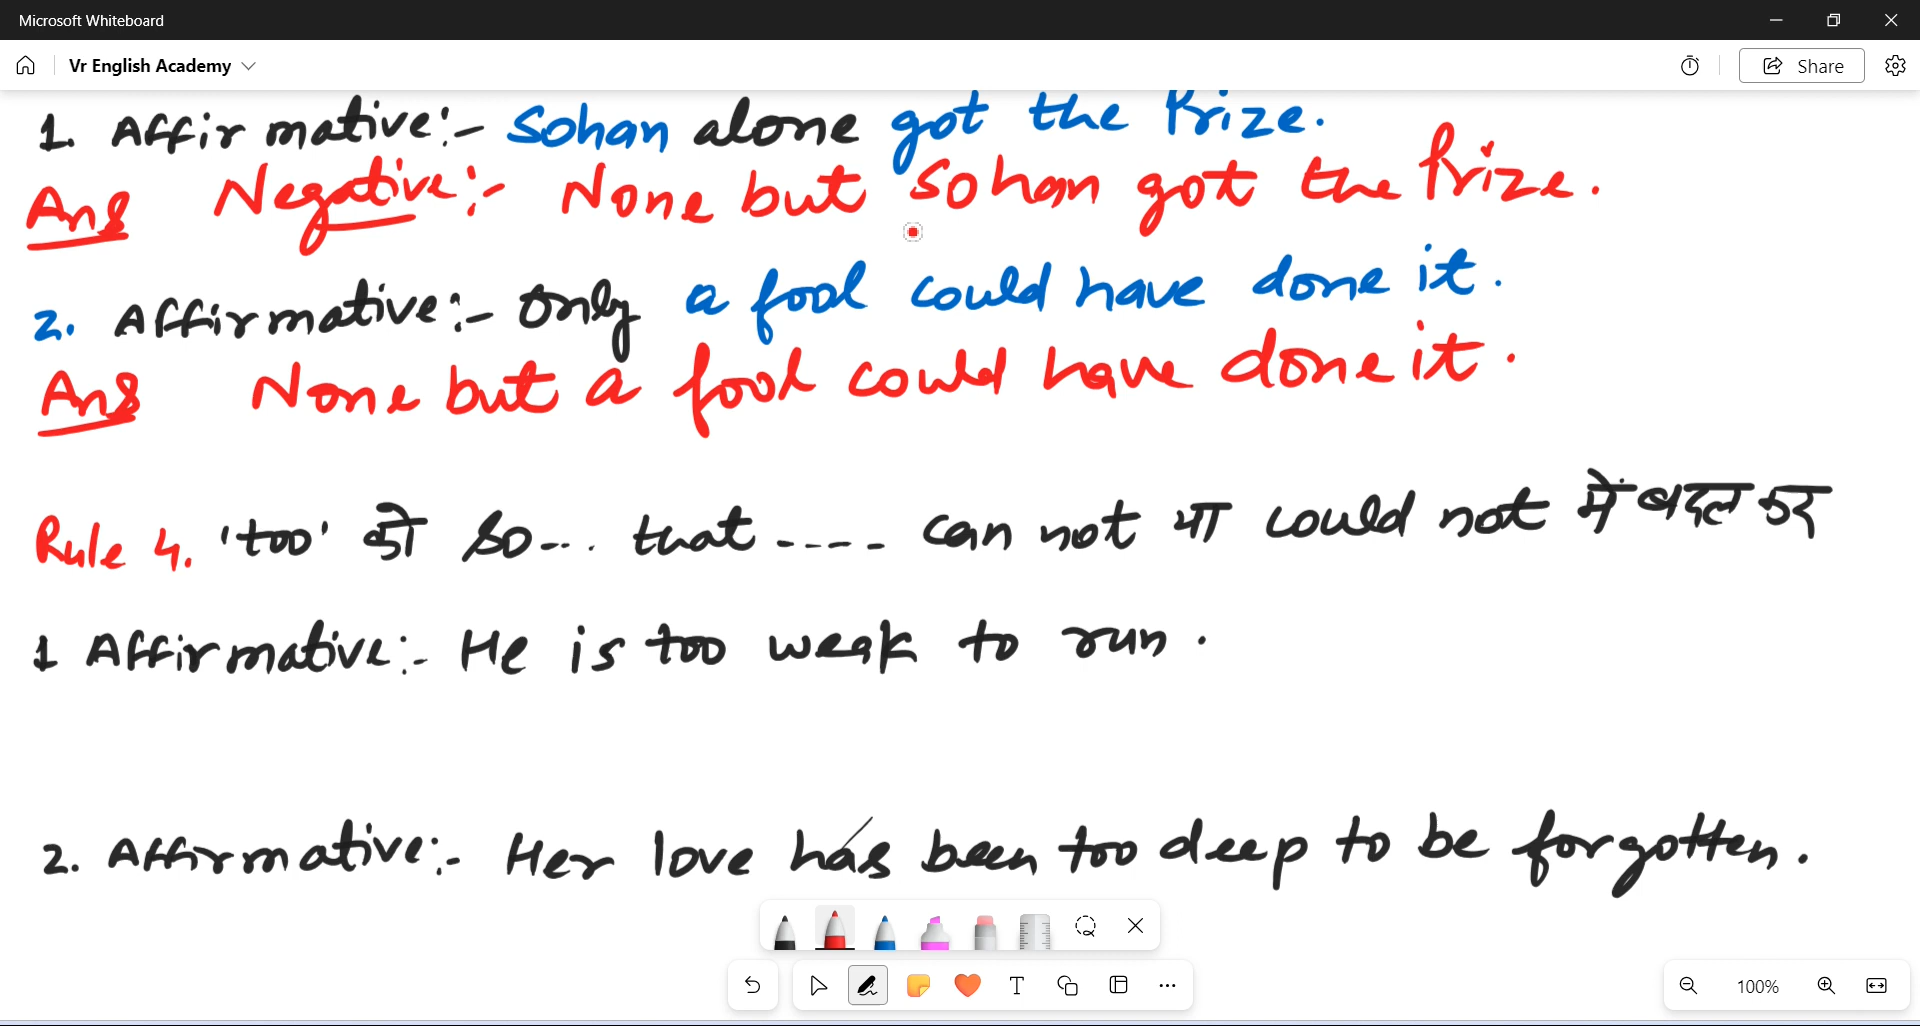 Microsoft Whiteboard
Vr English Academy
Share
1. Affirmative:- Sohan alone got the Prize.
Ans Negative:- None but Sohan got the Prize.
2. Affirmative:- Only a fool could have done it.
Ans None but a fool could have done it.
Rule 4. 'too' को so... that ---- can not या could not में बदल कर
1 Affirmative:- He is too weak to run.
2. Affirmative:- Her love has been too deep to be forgotten.
100%